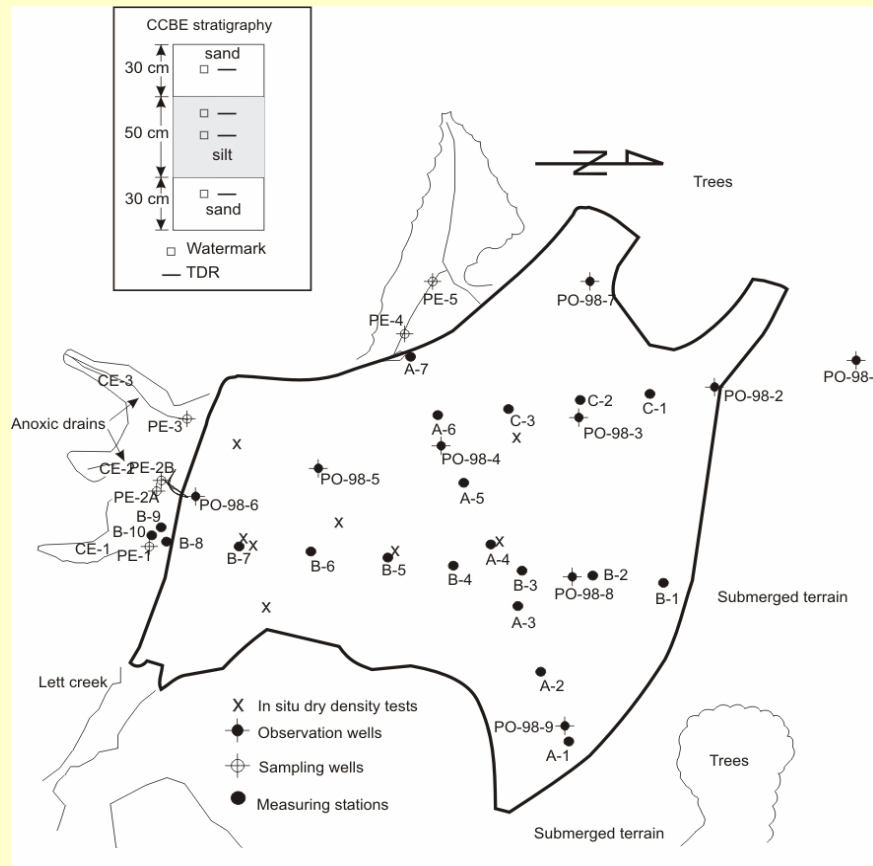 CCBE stratigraphy
sand
30 cm
50 cm
silt
30 cm
sand
Watermark
TDR
N
Trees
PE-5
PO-98-7
PE-4
A-7
PO-98-
CE-3
C-2
C-1
PO-98-2
C-3
Anoxic drains
PE-3
A-6
PO-98-3
x
x
PO-98-4
CE-2
PE-2B
PO-98-5
A-5
PE-2A
PO-98-6
B-9
x
B-10
x
A-4
x
CE-1
B-8
x
x
PE-1
B-7
B-6
B-5
B-4
B-3
B-2
PO-98-8
B-1
x
A-3
Submerged terrain
Lett creek
A-2
x In situ dry density tests
PO-98-9
Observation wells
A-1
Sampling wells
Trees
Measuring stations
Submerged terrain